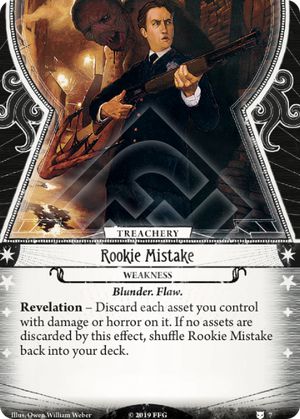 TREACHERY
Rookie Mistake
WEAKNESS
Blunder. Flaw.
Revelation – Discard each asset you control
with damage or horror on it. If no assets are
discarded by this effect, shuffle Rookie Mistake
back into your deck.
Illus. Owen William Weber
© 2019 FFG
7